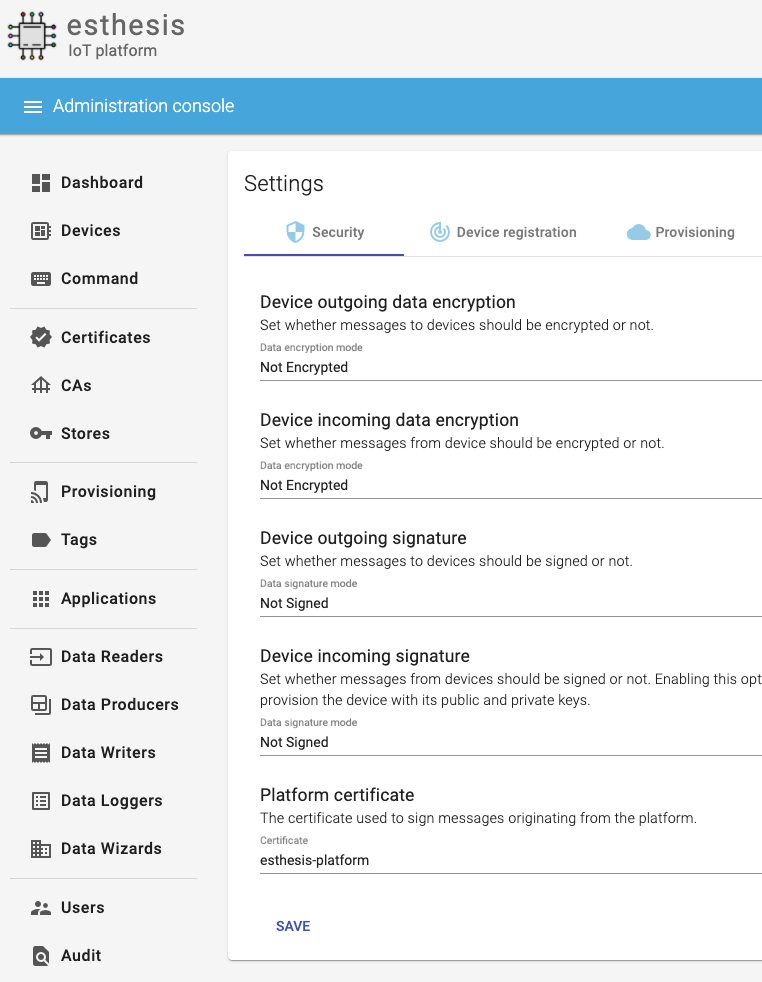 esthesis
IoT platform
Administration console
Dashboard
Devices
Command
Certificates
CAs
Stores
Provisioning
Tags
Applications
Data Readers
Data Producers
Data Writers
Data Loggers
Data Wizards
Users
Audit
Settings
Security
Device registration
Provisioning
Device outgoing data encryption
Set whether messages to devices should be encrypted or not.
Data encryption mode
Not Encrypted
Device incoming data encryption
Set whether messages from device should be encrypted or not.
Data encryption mode
Not Encrypted
Device outgoing signature
Set whether messages to devices should be signed or not.
Data signature mode
Not Signed
Device incoming signature
Set whether messages from devices should be signed or not. Enabling this opt
provision the device with its public and private keys.
Data signature mode
Not Signed
Platform certificate
The certificate used to sign messages originating from the platform.
Certificate
esthesis-platform
SAVE